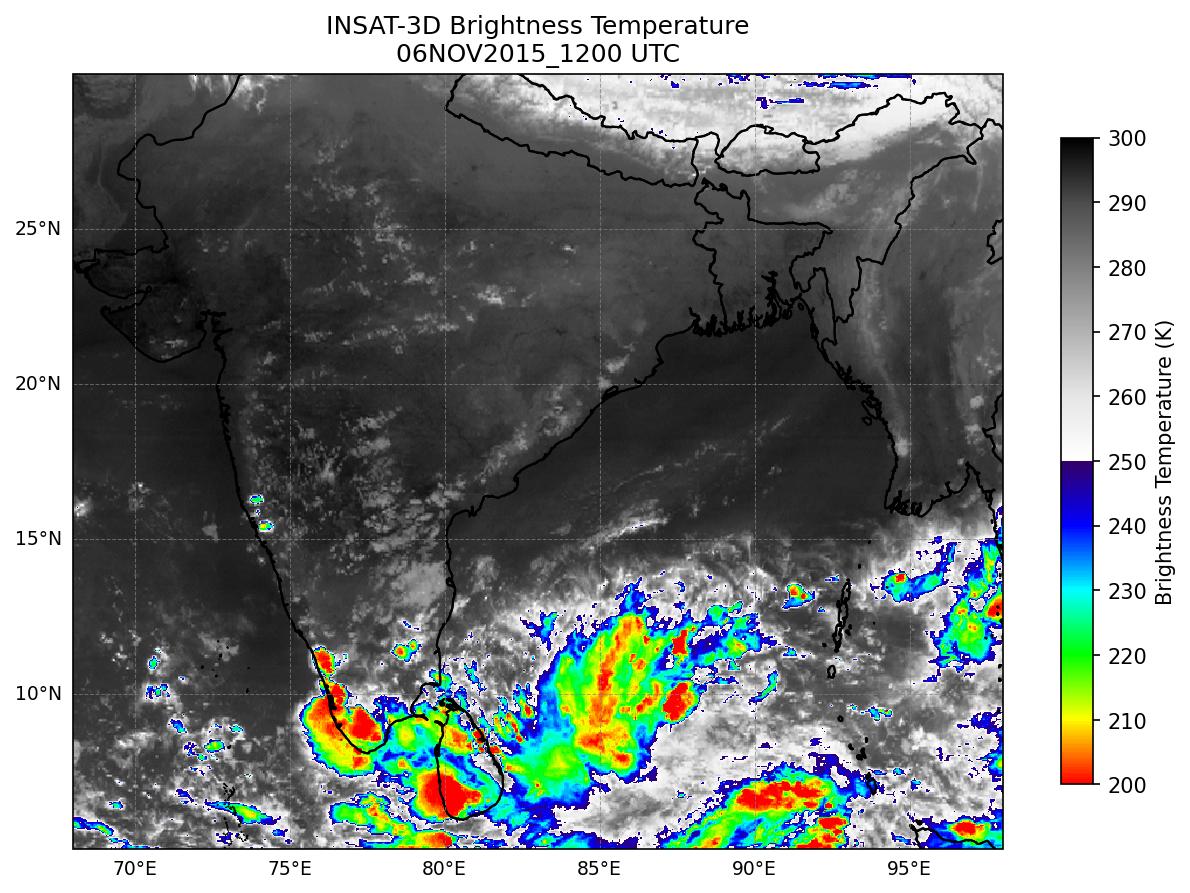 INSAT-3D Brightness Temperature
06NOV2015_1200 UTC
25°N
20°N
15°N
10°N
70°E
75°E
80°E
85°E
90°E
95°E
300
290
280
270
260
250
240
230
220
210
200
Brightness Temperature (K)